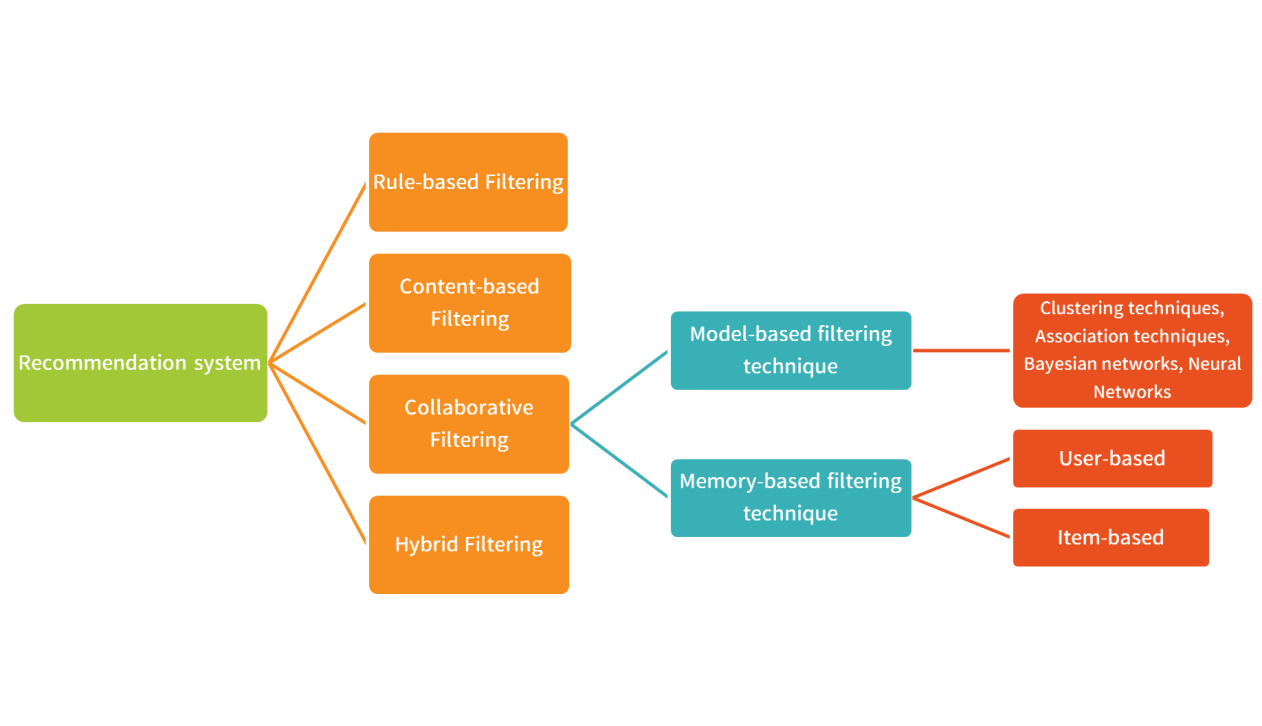 Recommendation system
Rule-based Filtering
Content-based
Filtering
Collaborative
Filtering
Hybrid Filtering
Model-based filtering
technique
Memory-based filtering
technique
Clustering techniques,
Association techniques,
Bayesian networks, Neural
Networks
User-based
Item-based